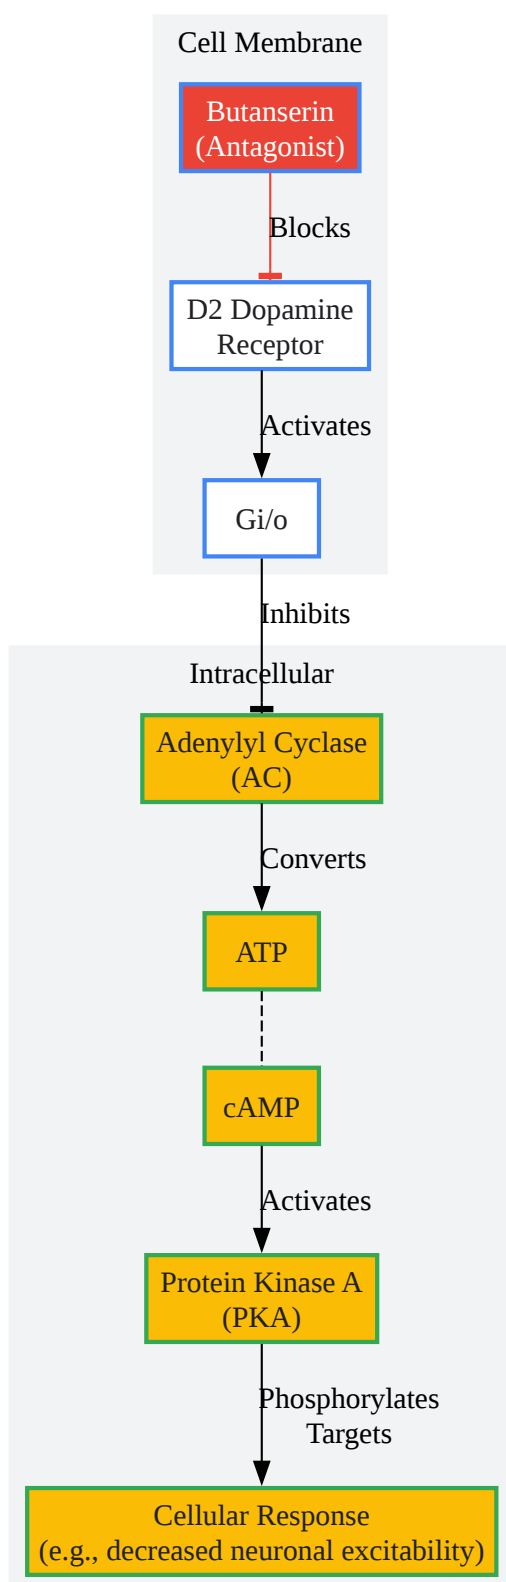 Cell Membrane
Butanserin
(Antagonist)
Blocks
D2 Dopamine
Receptor
Activates
Gi/o
Inhibits
Intracellular
Adenylyl Cyclase
(AC)
Converts
ATP
cAMP
Activates
Protein Kinase A
(PKA)
Phosphorylates
Targets
Cellular Response
(e.g., decreased neuronal excitability)